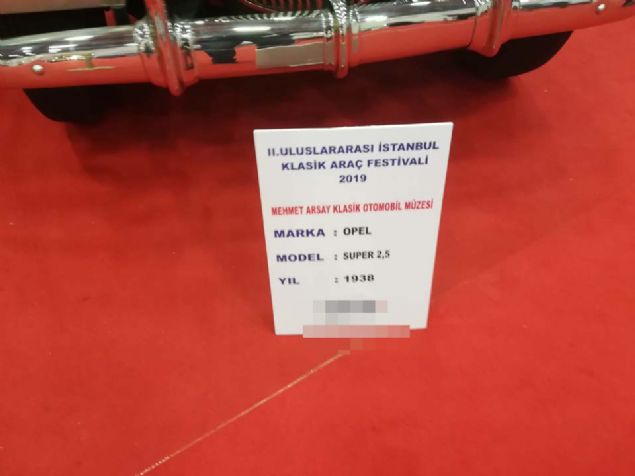 II.ULUSLARARASI İSTANBUL
KLASİK ARAÇ FESTİVALİ
2019
MEHMET ARSAY KLASİK OTOMOBİL MÜZESİ
MARKA : OPEL
MODEL : SUPER 2,5
YIL : 1938